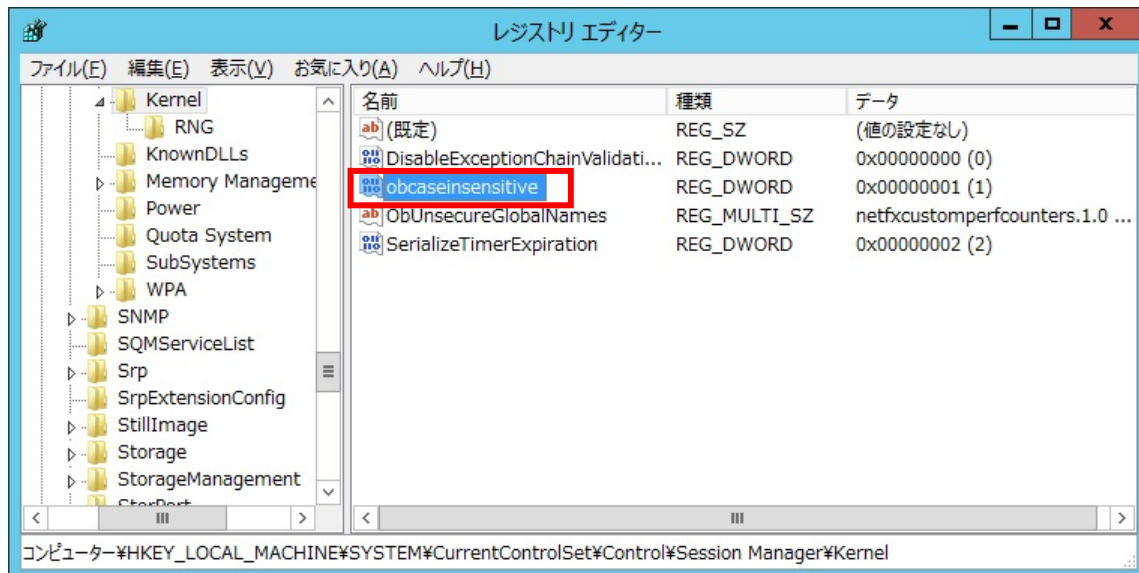 レジストリ エディター
ファイル(F) 編集(E) 表示(V) お気に入り(A) ヘルプ(H)
Kernel
RNG
KnownDLLs
Memory Manageme
Power
Quota System
SubSystems
WPA
SNMP
SQMServiceList
Srp
SrpExtensionConfig
StillImage
Storage
StorageManagement
StorPort
名前 種類 データ
(既定) REG_SZ (値の設定なし)
DisableExceptionChainValidati... REG_DWORD 0x00000000 (0)
obcaseinsensitive REG_DWORD 0x00000001 (1)
ObUnsecureGlobalNames REG_MULTI_SZ netfxcustomperfcounters.1.0 ...
SerializeTimerExpiration REG_DWORD 0x00000002 (2)
コンピューター¥HKEY_LOCAL_MACHINE¥SYSTEM¥CurrentControlSet¥Control¥Session Manager¥Kernel